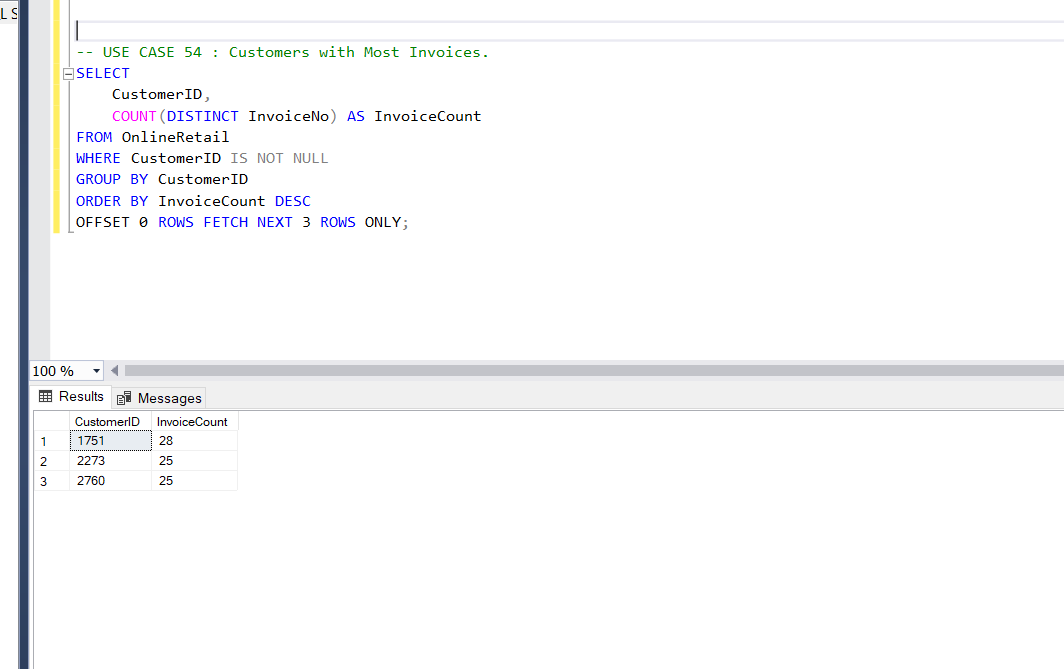 L S
-- USE CASE 54 : Customers with Most Invoices.
SELECT
CustomerID,
COUNT(DISTINCT InvoiceNo) AS InvoiceCount
FROM OnlineRetail
WHERE CustomerID IS NOT NULL
GROUP BY CustomerID
ORDER BY InvoiceCount DESC
OFFSET 0 ROWS FETCH NEXT 3 ROWS ONLY;
100 %
Results Messages
CustomerID InvoiceCount
1 1751 28
2 2273 25
3 2760 25